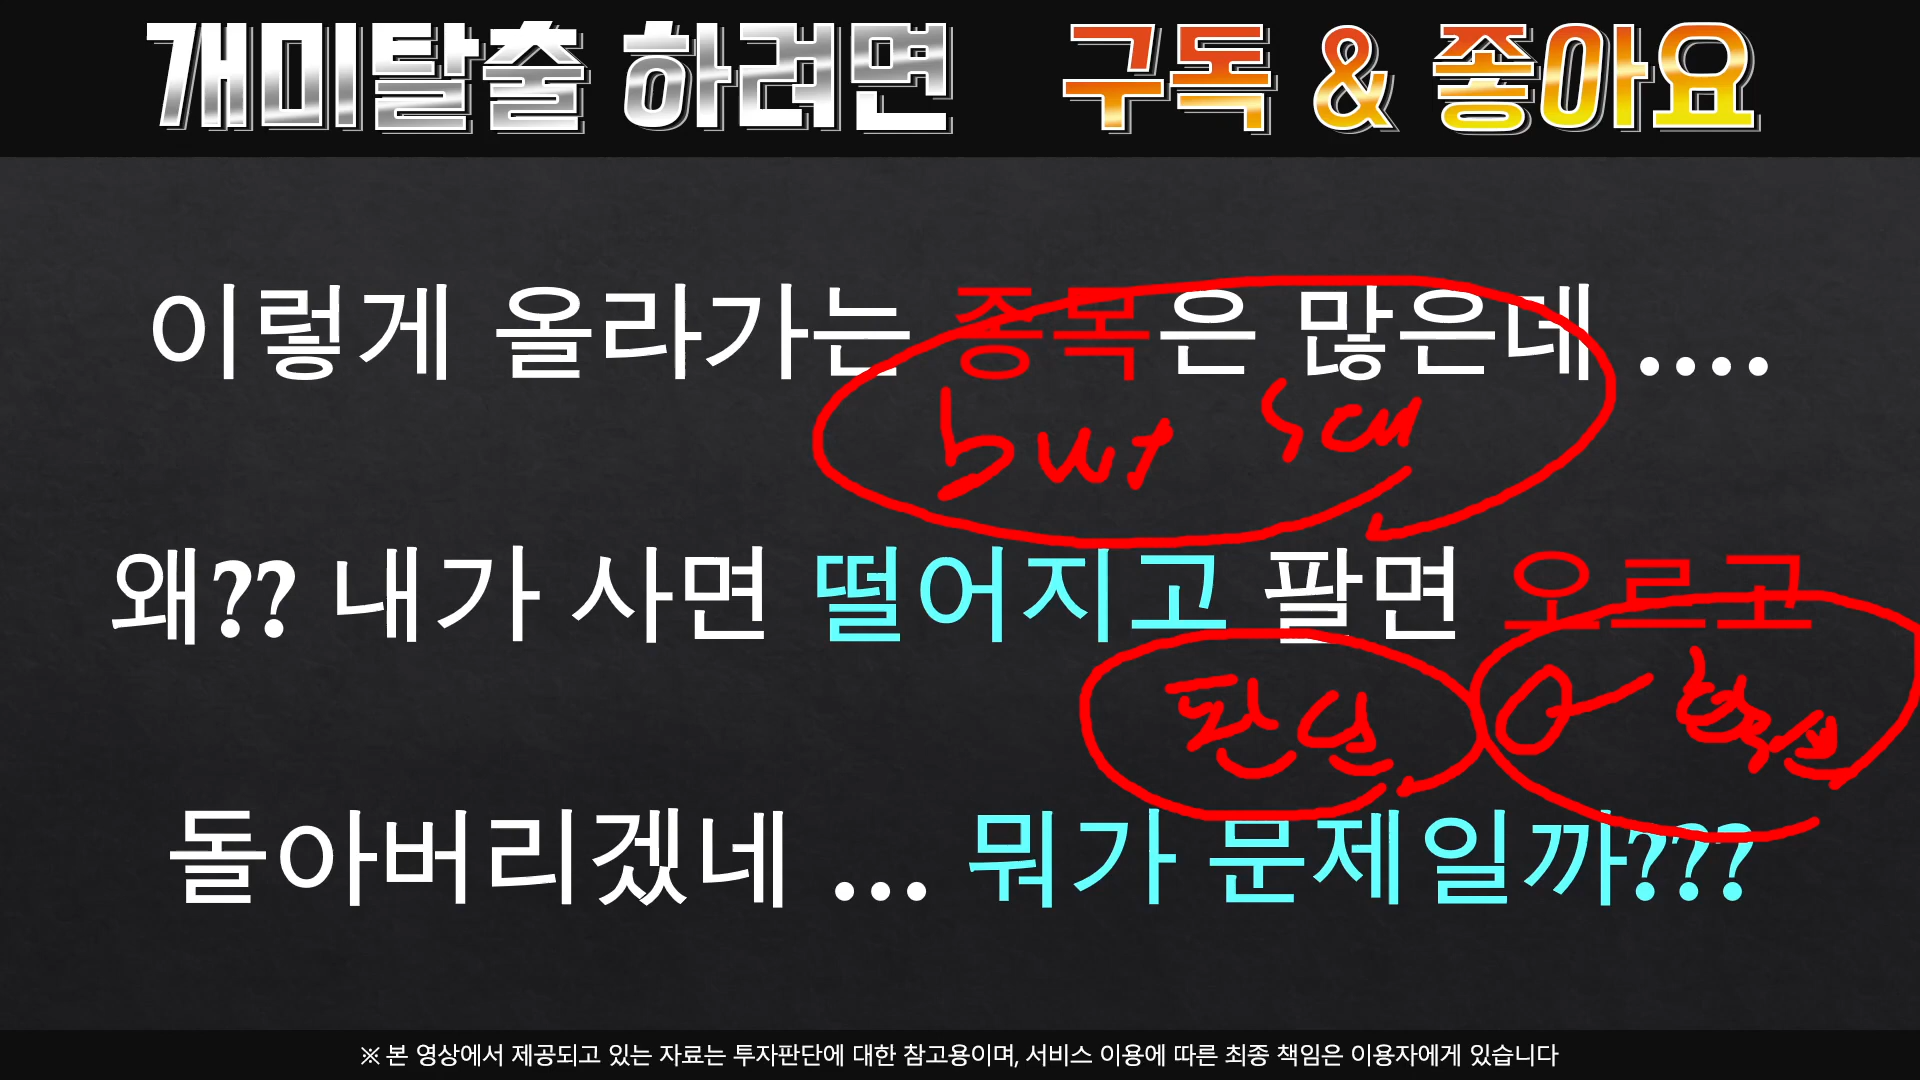 개미탈출 하려면 구독 & 좋아요
이렇게 올라가는 종목은 많은데 ....
but
왜?? 내가 사면 떨어지고 팔면 오르고
판단
돌아버리겠네 ... 뭐가 문제일까???
※ 본 영상에서 제공되고 있는 자료는 투자판단에 대한 참고용이며, 서비스 이용에 따른 최종 책임은 이용자에게 있습니다